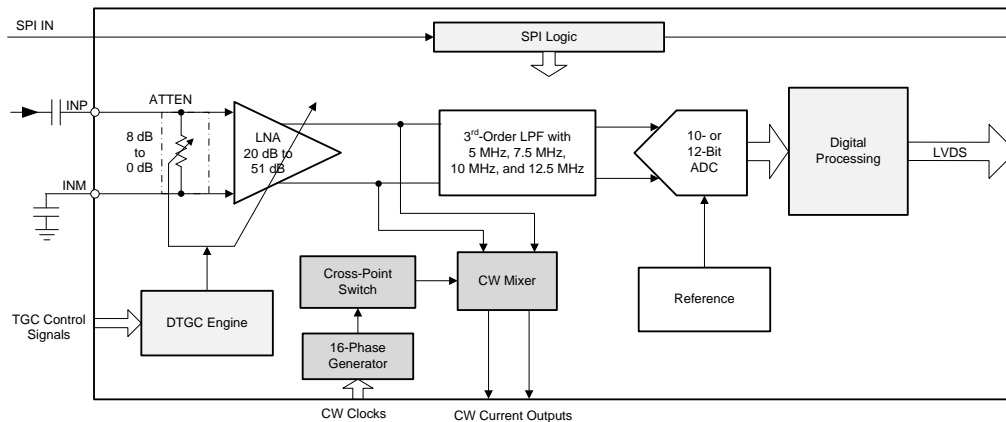 SPI IN
SPI Logic
INP
ATTEN
8 dB
to
0 dB
INM
LNA
20 dB to
51 dB
3rd-Order LPF with
5 MHz, 7.5 MHz,
10 MHz, and 12.5 MHz
10- or
12-Bit
ADC
Digital
Processing
LVDS
Cross-Point
Switch
CW Mixer
Reference
TGC Control
Signals
DTGC Engine
16-Phase
Generator
CW Clocks
CW Current Outputs